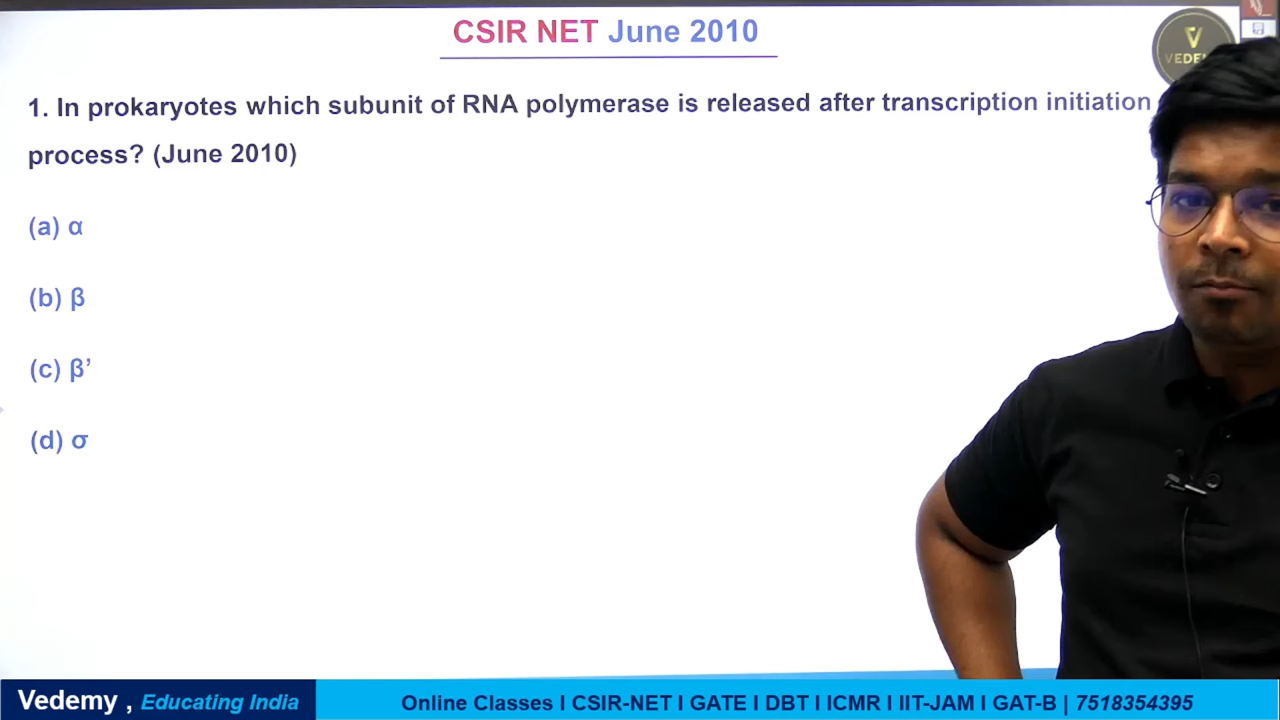 CSIR NET June 2010
1. In prokaryotes which subunit of RNA polymerase is released after transcription initiation
process? (June 2010)
(a) α
(b) β
(c) β’
(d) σ
Vedemy , Educating India
Online Classes I CSIR-NET I GATE I DBT I ICMR I IIT-JAM I GAT-B | 7518354395